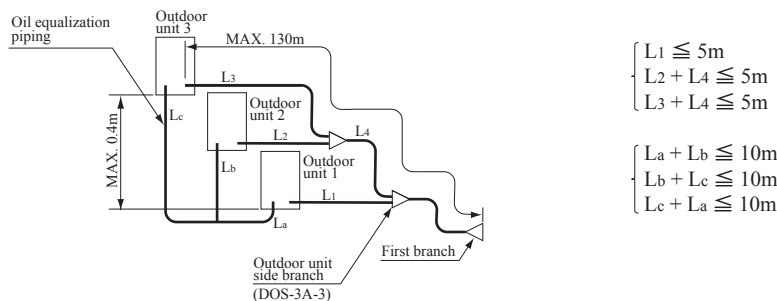 Oil equalization
piping
Outdoor
unit 3
MAX. 130m
L3
Lc
Outdoor
unit 2
L2
L4
MAX. 0.4m
Lb
Outdoor
unit 1
L1
La
Outdoor unit
side branch
(DOS-3A-3)
First branch
L1 ≦ 5m
L2 + L4 ≦ 5m
L3 + L4 ≦ 5m
La + Lb ≦ 10m
Lb + Lc ≦ 10m
Lc + La ≦ 10m